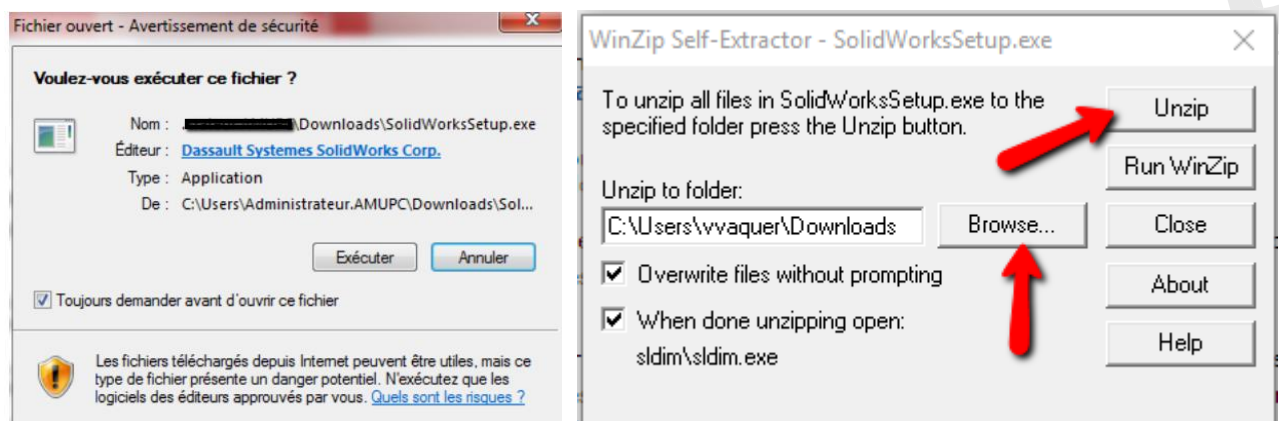 Fichier ouvert - Avertissement de sécurité
Voulez-vous exécuter ce fichier ?
Nom : \Downloads\SolidWorksSetup.exe
Éditeur : Dassault Systemes SolidWorks Corp.
Type : Application
De : C:\Users\Administrateur.AMUPC\Downloads\Sol...
Exécuter
Annuler
Toujours demander avant d'ouvrir ce fichier
Les fichiers téléchargés depuis Internet peuvent être utiles, mais ce
type de fichier présente un danger potentiel. N'exécutez que les
logiciels des éditeurs approuvés par vous. Quels sont les risques ?
WinZip Self-Extractor - SolidWorksSetup.exe
To unzip all files in SolidWorksSetup.exe to the
specified folder press the Unzip button.
Unzip to folder:
C:\Users\vvaquer\Downloads
Browse...
Overwrite files without prompting
When done unzipping open:
sldim\sldim.exe
Unzip
Run WinZip
Close
About
Help